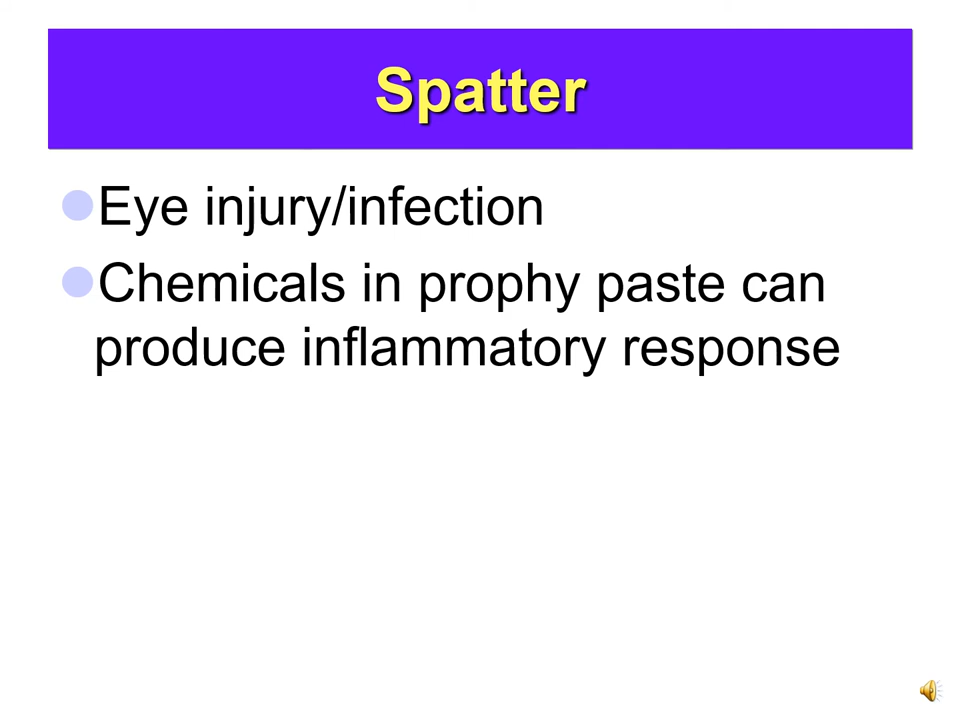 Spatter
Eye injury/infection
Chemicals in prophy paste can
produce inflammatory response